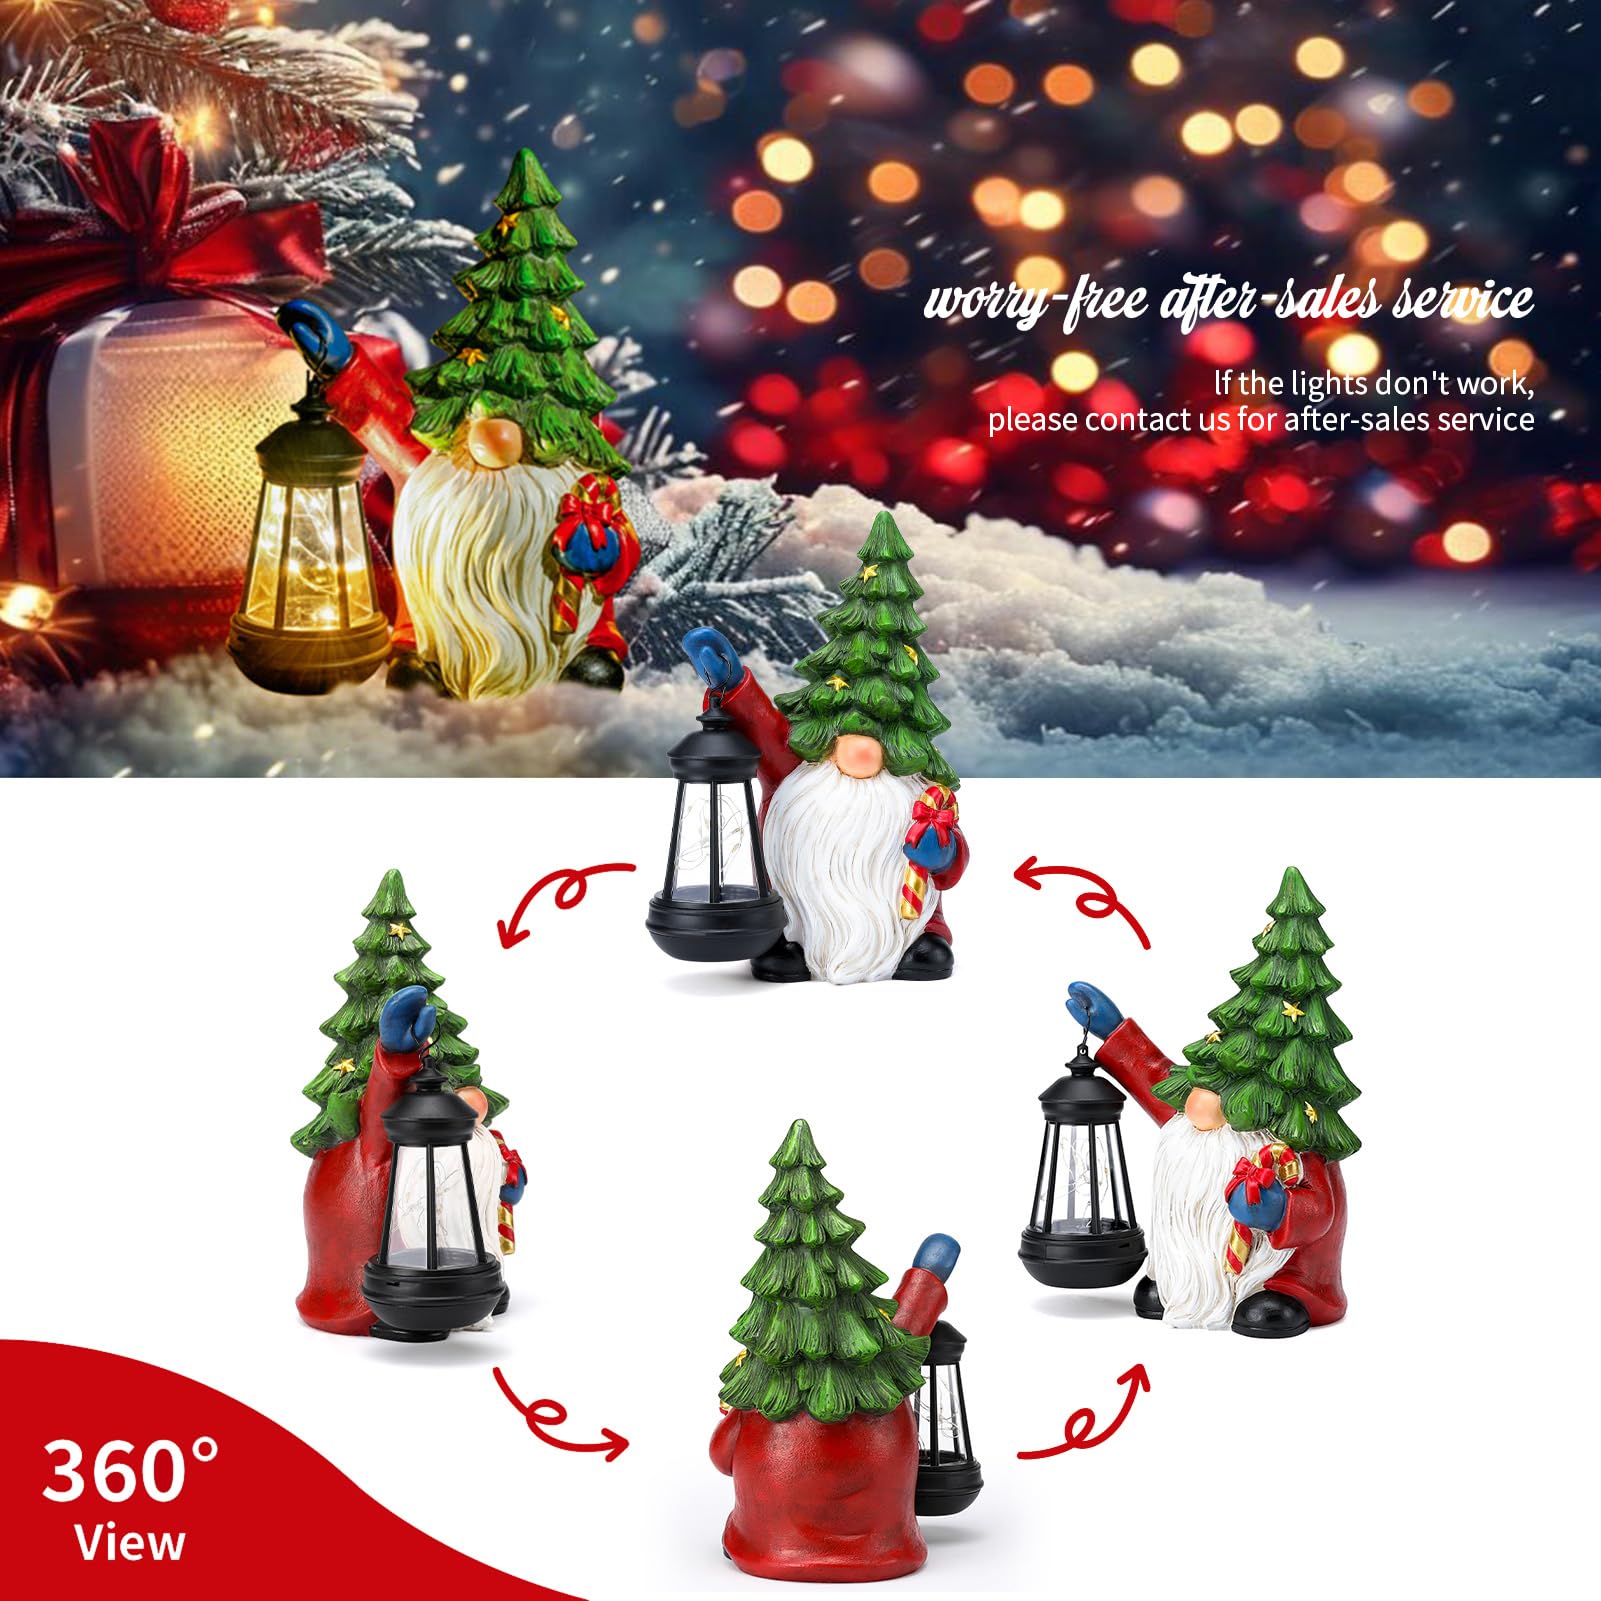 worry-free after-sales service
If the lights don't work,
please contact us for after-sales service
360°
View